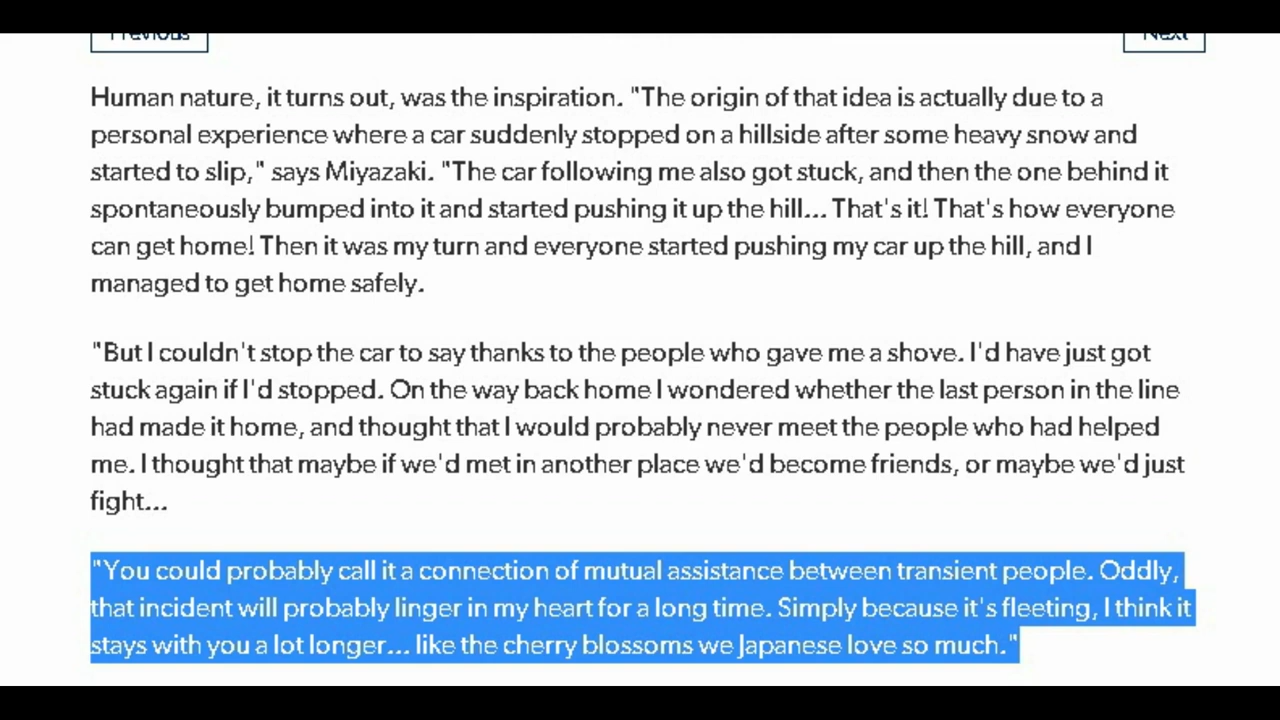 Previous
Next
Human nature, it turns out, was the inspiration. "The origin of that idea is actually due to a
personal experience where a car suddenly stopped on a hillside after some heavy snow and
started to slip," says Miyazaki. "The car following me also got stuck, and then the one behind it
spontaneously bumped into it and started pushing it up the hill... That's it! That's how everyone
can get home! Then it was my turn and everyone started pushing my car up the hill, and I
managed to get home safely.
"But I couldn't stop the car to say thanks to the people who gave me a shove. I'd have just got
stuck again if I'd stopped. On the way back home I wondered whether the last person in the line
had made it home, and thought that I would probably never meet the people who had helped
me. I thought that maybe if we'd met in another place we'd become friends, or maybe we'd just
fight...
"You could probably call it a connection of mutual assistance between transient people. Oddly,
that incident will probably linger in my heart for a long time. Simply because it's fleeting, I think it
stays with you a lot longer... like the cherry blossoms we Japanese love so much."